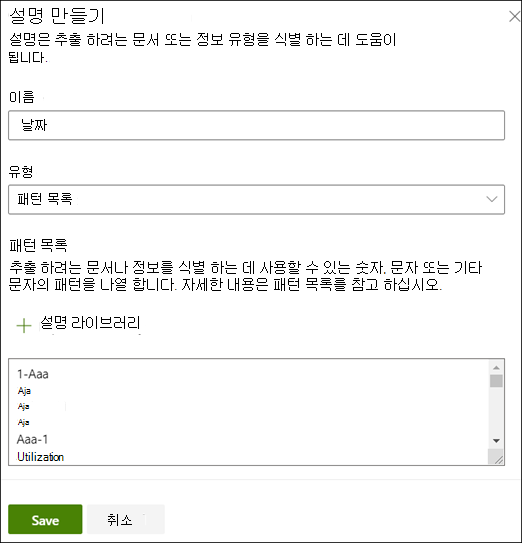 설명 만들기
설명은 추출 하려는 문서 또는 정보 유형을 식별 하는 데 도움이
됩니다.
이름
날짜
유형
패턴 목록
패턴 목록
추출 하려는 문서나 정보를 식별 하는 데 사용할 수 있는 숫자, 문자 또는 기타
문자의 패턴을 나열 합니다. 자세한 내용은 패턴 목록를 참고 하십시오.
설명 라이브러리
1-Aaa
Aja
Aja
Aja
Aaa-1
Utilization
Save
취소